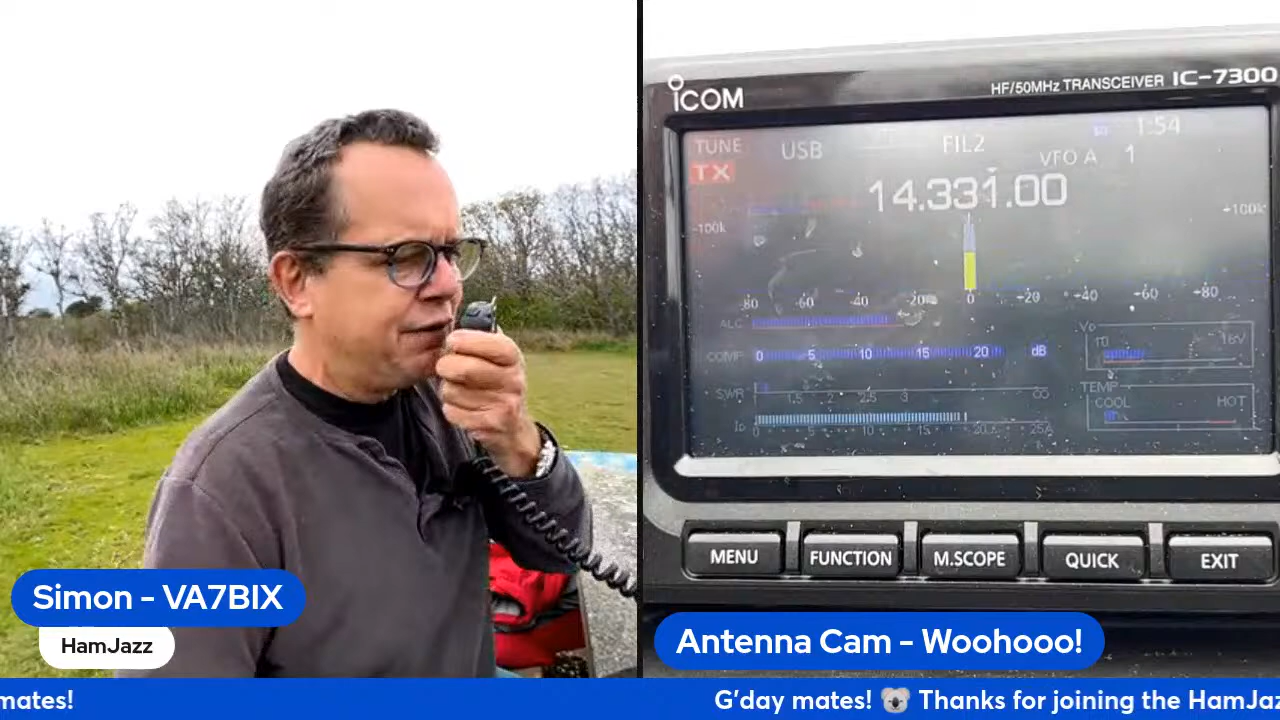 ICOM
HF/50MHz TRANSCEIVER IC-7300
TUNE USB FIL2 1:54
TX VFO A 1
14.331.00
-100k +100k
-80 -60 -40 -20 0 +20 +40 +60 +80
ALC
COMP 0 5 10 15 20 dB
16V
SWR 1 1.5 2 2.5 3 ∞
TEMP
COOL HOT
0 5 10 15 20 25A
MENU FUNCTION M.SCOPE QUICK EXIT
Simon - VA7BIX
HamJazz
Antenna Cam - Woohooo!
mates! G'day mates! 🐨 Thanks for joining the HamJaz